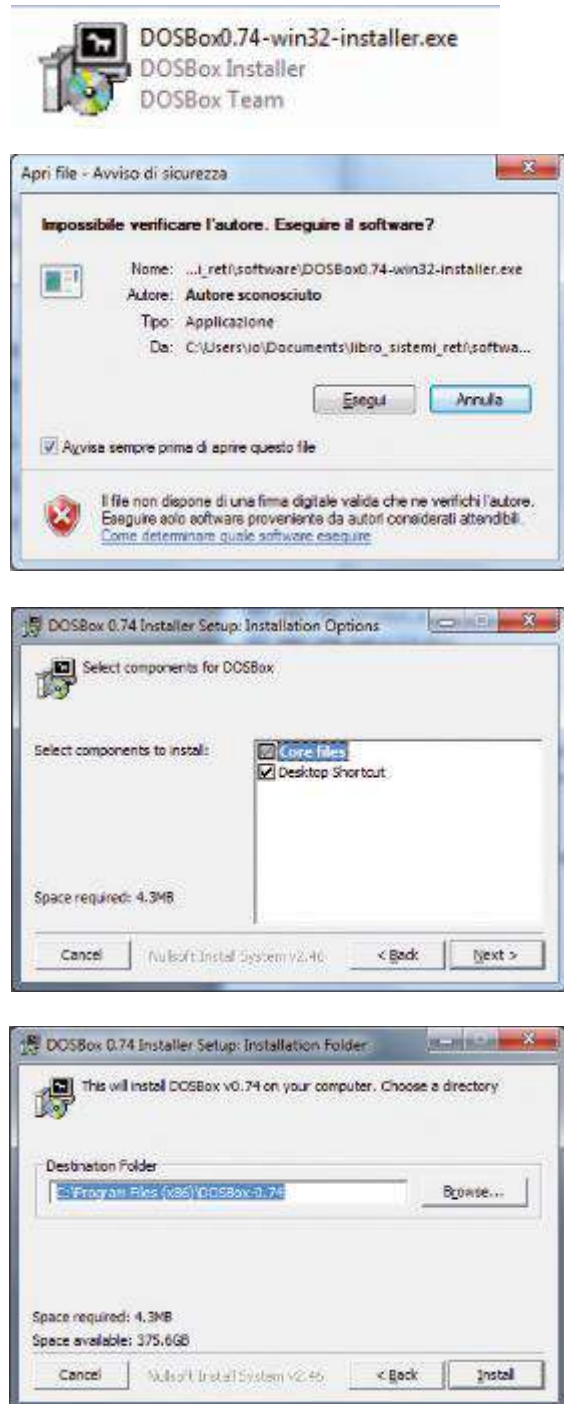 DOSBox0.74-win32-installer.exe
DOSBox Installer
DOSBox Team
Apri file - Avviso di sicurezza
Impossibile verificare l'autore. Eseguire il software?
Nome: ...i_reti\software\DOSBox0.74-win32-installer.exe
Autore: Autore sconosciuto
Tipo: Applicazione
Da: C:\Users\io\Documents\libro_sistemi_reti\softwa...
Esegui Annulla
Avvisa sempre prima di aprire questo file
Il file non dispone di una firma digitale valida che ne verifichi l'autore.
Eseguire solo software proveniente da autori considerati attendibili.
Come determinare quale software eseguire
DOSBox 0.74 Installer Setup: Installation Options
Select components for DOSBox
Select components to install:
Core files
Desktop Shortcut
Space required: 4.3MB
Cancel Nullsoft Install System v2.46 < Back Next >
DOSBox 0.74 Installer Setup: Installation Folder
This will install DOSBox v0.74 on your computer. Choose a directory
Destination Folder
C:\Program Files (x86)\DOSBox-0.74 Browse...
Space required: 4.3MB
Space available: 375.6GB
Cancel Nullsoft Install System v2.46 < Back Install